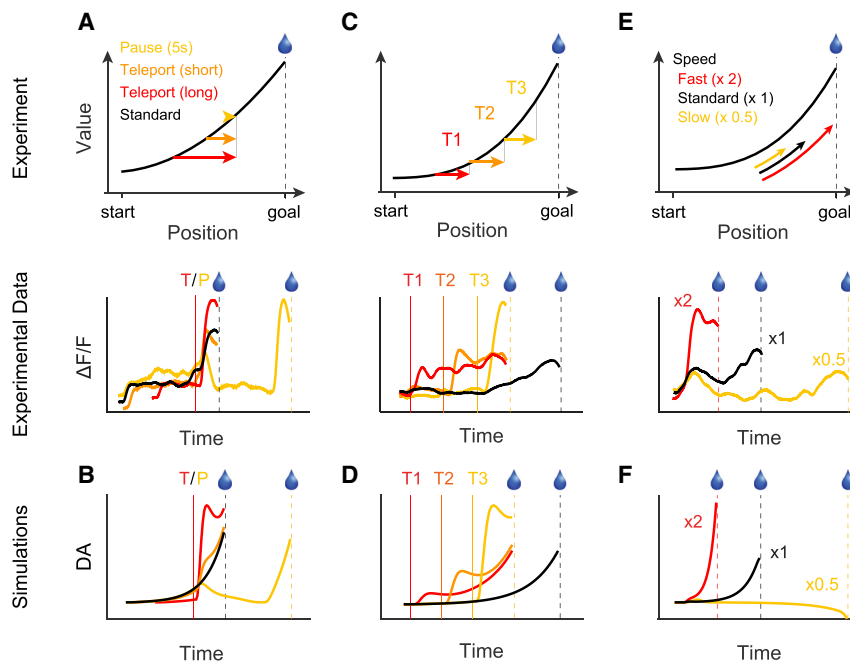 A
C
E
Experiment
Value
Pause (5s)
Teleport (short)
Teleport (long)
Standard
start
goal
Position
T1
T2
T3
start
goal
Position
Speed
Fast (x 2)
Standard (x 1)
Slow (x 0.5)
start
goal
Position
Experimental Data
ΔF/F
T/P
Time
T1
T2
T3
Time
x2
x1
x0.5
Time
B
D
F
Simulations
DA
T/P
Time
T1
T2
T3
Time
x2
x1
x0.5
Time